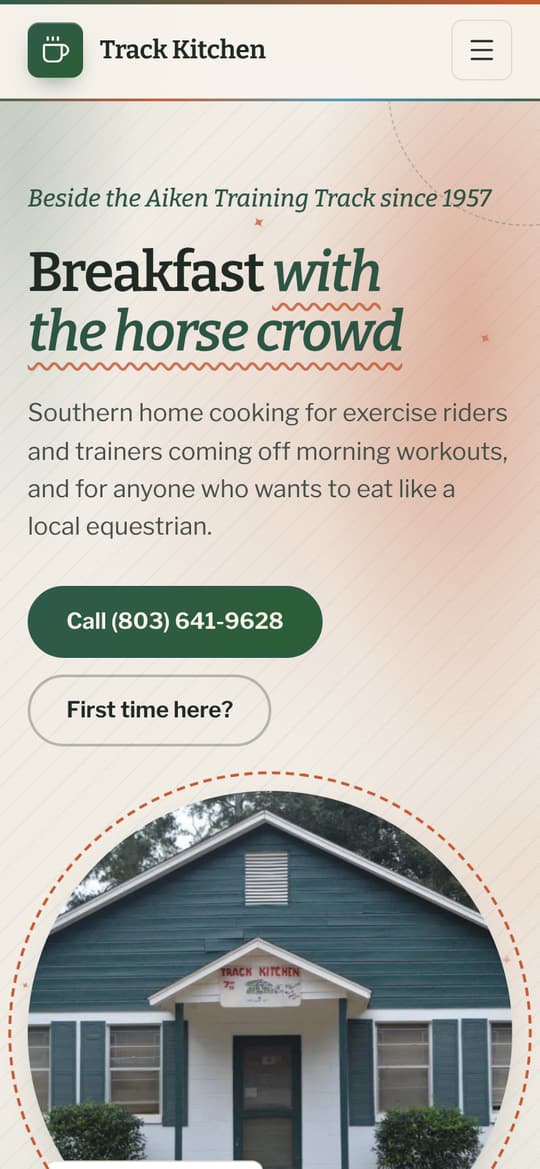 Track Kitchen
Beside the Aiken Training Track since 1957
Breakfast with
the horse crowd
Southern home cooking for exercise riders
and trainers coming off morning workouts,
and for anyone who wants to eat like a
local equestrian.
Call (803) 641-9628
First time here?
TRACK KITCHEN